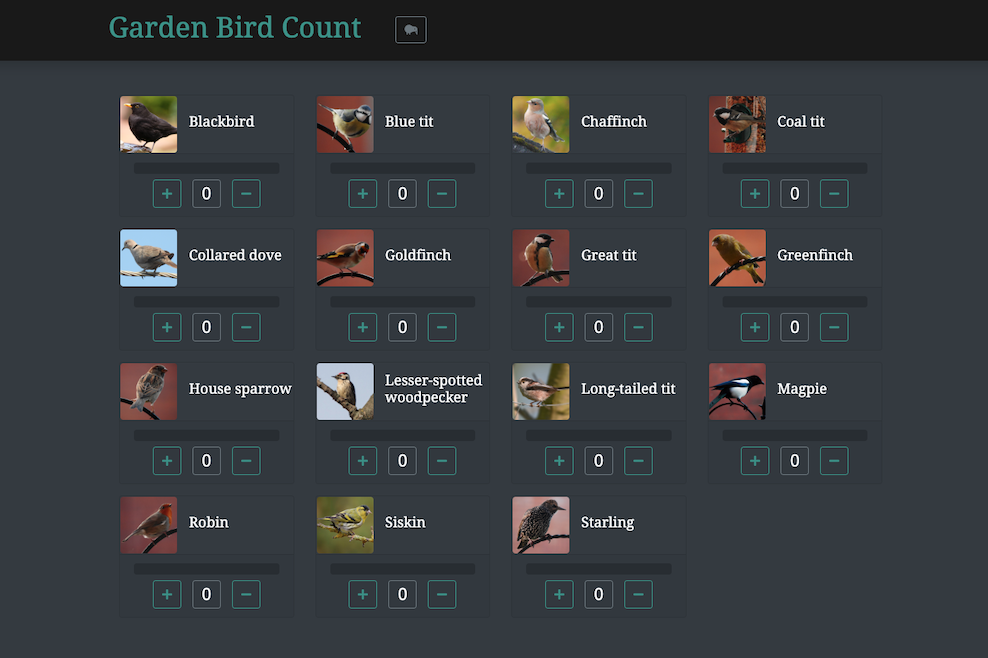 Garden Bird Count
Blackbird
Blue tit
Chaffinch
Coal tit
+ 0 −
+ 0 −
+ 0 −
+ 0 −
Collared dove
Goldfinch
Great tit
Greenfinch
+ 0 −
+ 0 −
+ 0 −
+ 0 −
House sparrow
Lesser-spotted
woodpecker
Long-tailed tit
Magpie
+ 0 −
+ 0 −
+ 0 −
+ 0 −
Robin
Siskin
Starling
+ 0 −
+ 0 −
+ 0 −